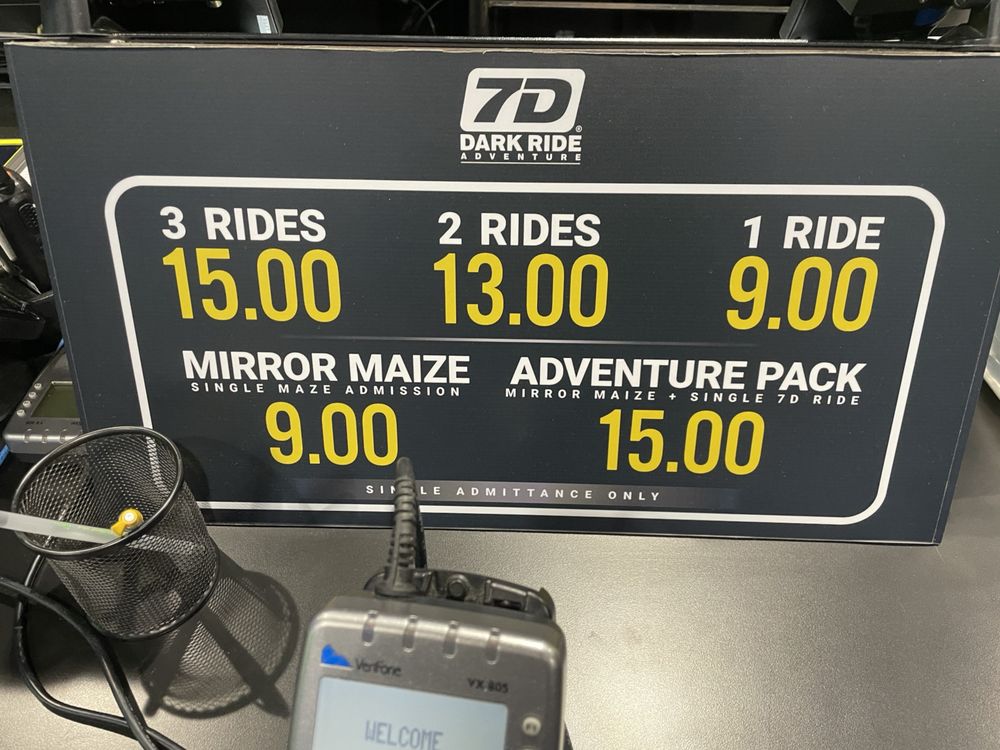 7D
DARK RIDE
ADVENTURE
3 RIDES 2 RIDES 1 RIDE
15.00 13.00 9.00
MIRROR MAIZE ADVENTURE PACK
SINGLE MAZE ADMISSION MIRROR MAIZE + SINGLE 7D RIDE
9.00 15.00
SINGLE ADMITTANCE ONLY
VeriFone VX 805
WELCOME